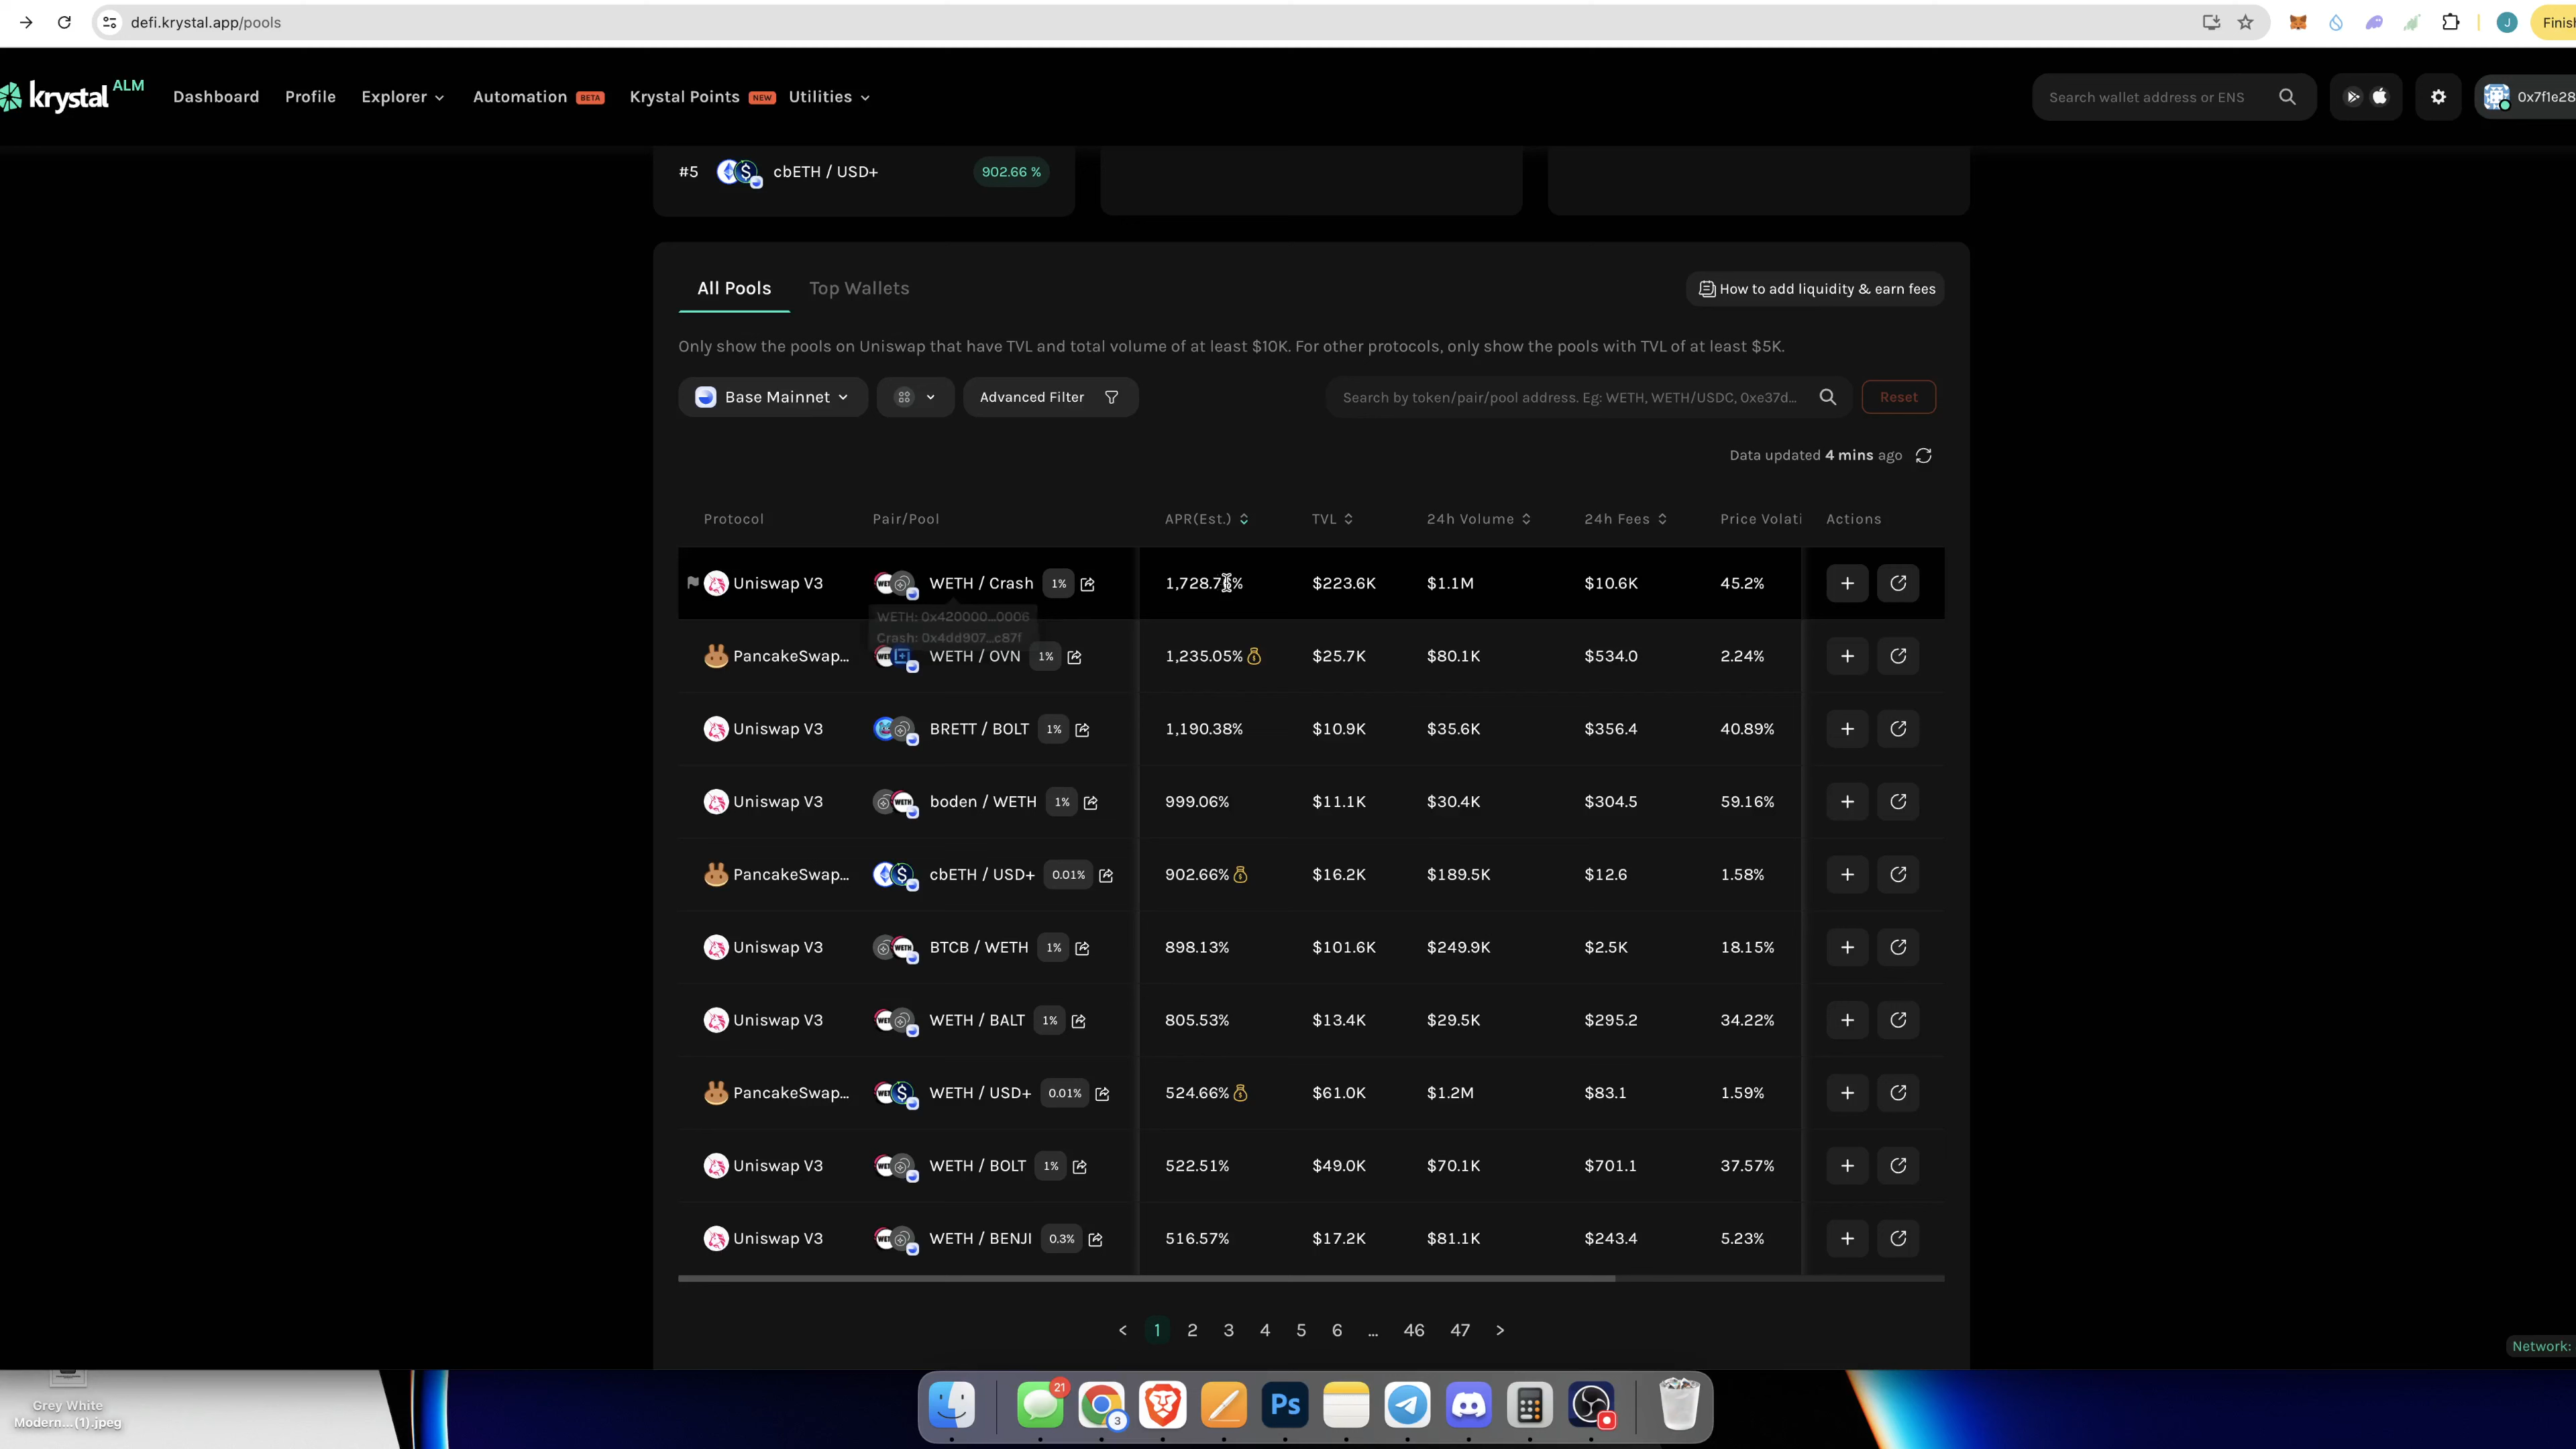 defi.krystal.app/pools
J
Finish
krystal ALM
Dashboard
Profile
Explorer
Automation BETA
Krystal Points NEW
Utilities
Search wallet address or ENS
0x7f1e28
#5 cbETH / USD+ 902.66 %
All Pools
Top Wallets
How to add liquidity & earn fees
Only show the pools on Uniswap that have TVL and total volume of at least $10K. For other protocols, only show the pools with TVL of at least $5K.
Base Mainnet
Advanced Filter
Search by token/pair/pool address. Eg: WETH, WETH/USDC, 0xe37d...
Reset
Data updated 4 mins ago
Protocol Pair/Pool APR(Est.) TVL 24h Volume 24h Fees Price Volati Actions
Uniswap V3 WETH / Crash 1% 1,728.76% $223.6K $1.1M $10.6K 45.2%
WETH: 0x420000...0006
Crash: 0x4dd907...c87f
PancakeSwap... WETH / OVN 1% 1,235.05% $25.7K $80.1K $534.0 2.24%
Uniswap V3 BRETT / BOLT 1% 1,190.38% $10.9K $35.6K $356.4 40.89%
Uniswap V3 boden / WETH 1% 999.06% $11.1K $30.4K $304.5 59.16%
PancakeSwap... cbETH / USD+ 0.01% 902.66% $16.2K $189.5K $12.6 1.58%
Uniswap V3 BTCB / WETH 1% 898.13% $101.6K $249.9K $2.5K 18.15%
Uniswap V3 WETH / BALT 1% 805.53% $13.4K $29.5K $295.2 34.22%
PancakeSwap... WETH / USD+ 0.01% 524.66% $61.0K $1.2M $83.1 1.59%
Uniswap V3 WETH / BOLT 1% 522.51% $49.0K $70.1K $701.1 37.57%
Uniswap V3 WETH / BENJI 0.3% 516.57% $17.2K $81.1K $243.4 5.23%
< 1 2 3 4 5 6 ... 46 47 >
Network:
Grey White
Modern...(1).jpeg
21
3
Ps